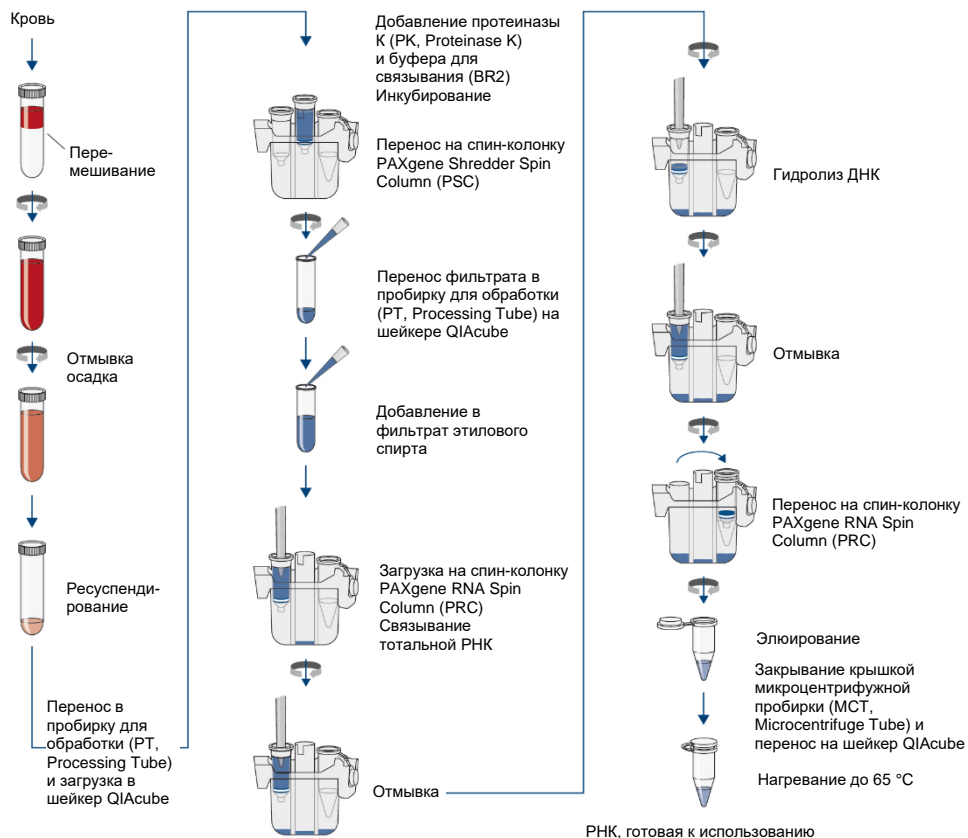 Кровь
Пере-
мешивание
Отмывка
осадка
Ресуспенди-
рование
Перенос в
пробирку для
обработки (PT,
Processing Tube)
и загрузка в
шейкер QIAcube
Добавление протеиназы
К (PK, Proteinase K)
и буфера для
связывания (BR2)
Инкубирование
Перенос на спин-колонку
PAXgene Shredder Spin
Column (PSC)
Перенос фильтрата в
пробирку для обработки
(PT, Processing Tube) на
шейкере QIAcube
Добавление в
фильтрат этилового
спирта
Загрузка на спин-колонку
PAXgene RNA Spin
Column (PRC)
Связывание
тотальной РНК
Отмывка
Гидролиз ДНК
Отмывка
Перенос на спин-колонку
PAXgene RNA Spin
Column (PRC)
Элюирование
Закрывание крышкой
микроцентрифужной
пробирки (MCT,
Microcentrifuge Tube) и
перенос на шейкер QIAcube
Нагревание до 65 °C
РНК, готовая к использованию